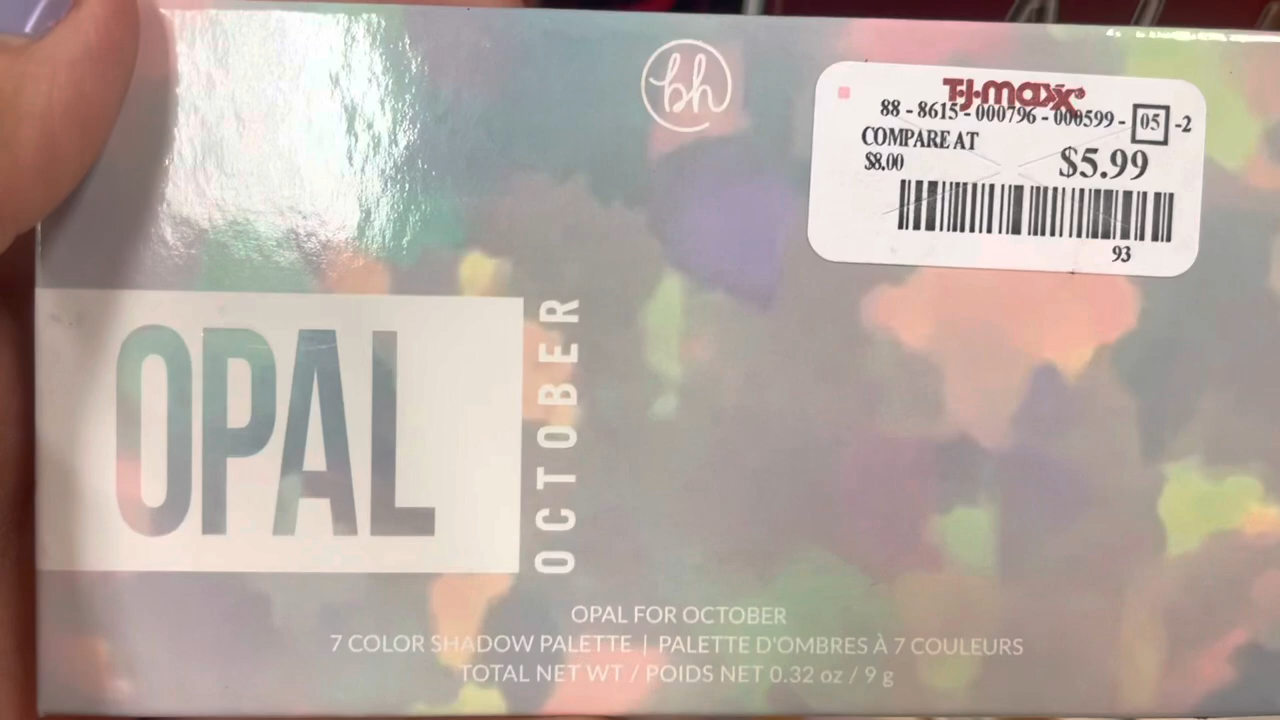 bh
T·J·maxx®
88 - 8615 - 000796 - 000599 - 05 -2
COMPARE AT
$8.00
$5.99
93
OPAL
OCTOBER
OPAL FOR OCTOBER
7 COLOR SHADOW PALETTE | PALETTE D'OMBRES À 7 COULEURS
TOTAL NET WT / POIDS NET 0.32 oz / 9 g